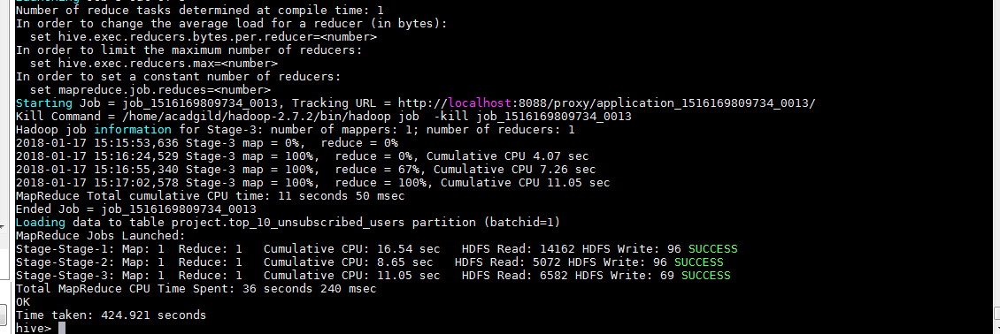 Number of reduce tasks determined at compile time: 1
In order to change the average load for a reducer (in bytes):
  set hive.exec.reducers.bytes.per.reducer=<number>
In order to limit the maximum number of reducers:
  set hive.exec.reducers.max=<number>
In order to set a constant number of reducers:
  set mapreduce.job.reduces=<number>
Starting Job = job_1516169809734_0013, Tracking URL = http://localhost:8088/proxy/application_1516169809734_0013/
Kill Command = /home/acadgild/hadoop-2.7.2/bin/hadoop job  -kill job_1516169809734_0013
Hadoop job information for Stage-3: number of mappers: 1; number of reducers: 1
2018-01-17 15:15:53,636 Stage-3 map = 0%,  reduce = 0%
2018-01-17 15:16:24,529 Stage-3 map = 100%,  reduce = 0%, Cumulative CPU 4.07 sec
2018-01-17 15:16:55,340 Stage-3 map = 100%,  reduce = 67%, Cumulative CPU 7.26 sec
2018-01-17 15:17:02,578 Stage-3 map = 100%,  reduce = 100%, Cumulative CPU 11.05 sec
MapReduce Total cumulative CPU time: 11 seconds 50 msec
Ended Job = job_1516169809734_0013
Loading data to table project.top_10_unsubscribed_users partition (batchid=1)
MapReduce Jobs Launched:
Stage-Stage-1: Map: 1  Reduce: 1   Cumulative CPU: 16.54 sec   HDFS Read: 14162 HDFS Write: 96 SUCCESS
Stage-Stage-2: Map: 1  Reduce: 1   Cumulative CPU: 8.65 sec   HDFS Read: 5072 HDFS Write: 96 SUCCESS
Stage-Stage-3: Map: 1  Reduce: 1   Cumulative CPU: 11.05 sec   HDFS Read: 6582 HDFS Write: 69 SUCCESS
Total MapReduce CPU Time Spent: 36 seconds 240 msec
OK
Time taken: 424.921 seconds
hive>